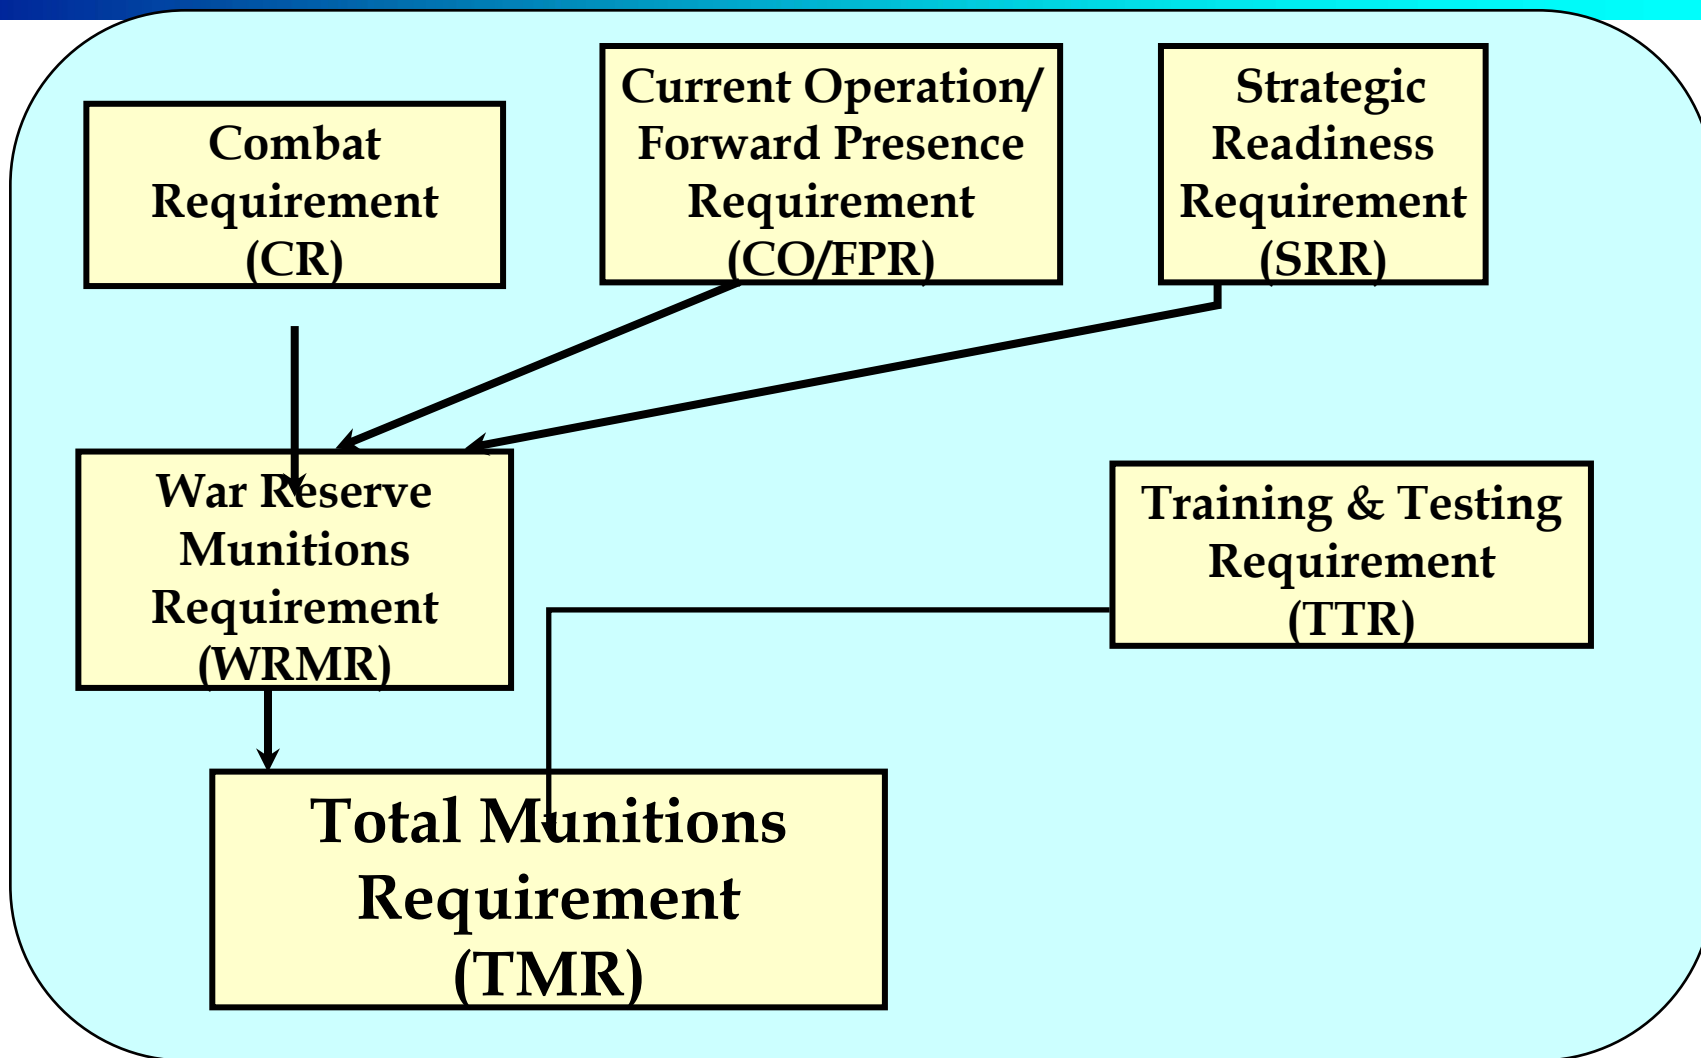 Combat
Requirement
(CR)
Current Operation/
Forward Presence
Requirement
(CO/FPR)
Strategic
Readiness
Requirement
(SRR)
War Reserve
Munitions
Requirement
(WRMR)
Training & Testing
Requirement
(TTR)
Total Munitions
Requirement
(TMR)